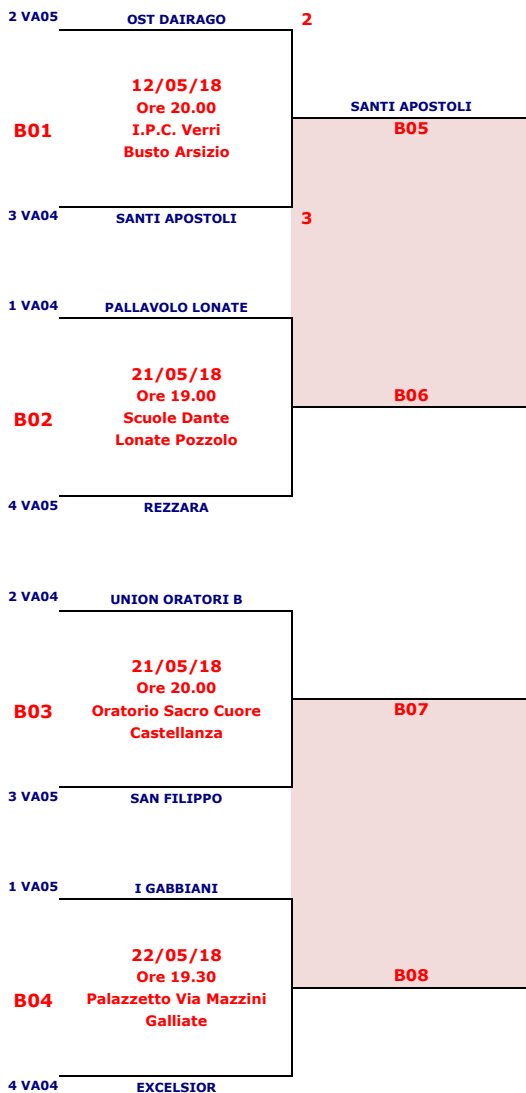 2 VA05 OST DAIRAGO 2
12/05/18
Ore 20.00
SANTI APOSTOLI
B01 I.P.C. Verri B05
Busto Arsizio
3 VA04 SANTI APOSTOLI 3
1 VA04 PALLAVOLO LONATE
21/05/18
Ore 19.00 B06
B02 Scuole Dante
Lonate Pozzolo
4 VA05 REZZARA
2 VA04 UNION ORATORI B
21/05/18
Ore 20.00
B03 Oratorio Sacro Cuore B07
Castellanza
3 VA05 SAN FILIPPO
1 VA05 I GABBIANI
22/05/18
Ore 19.30 B08
B04 Palazzetto Via Mazzini
Galliate
4 VA04 EXCELSIOR